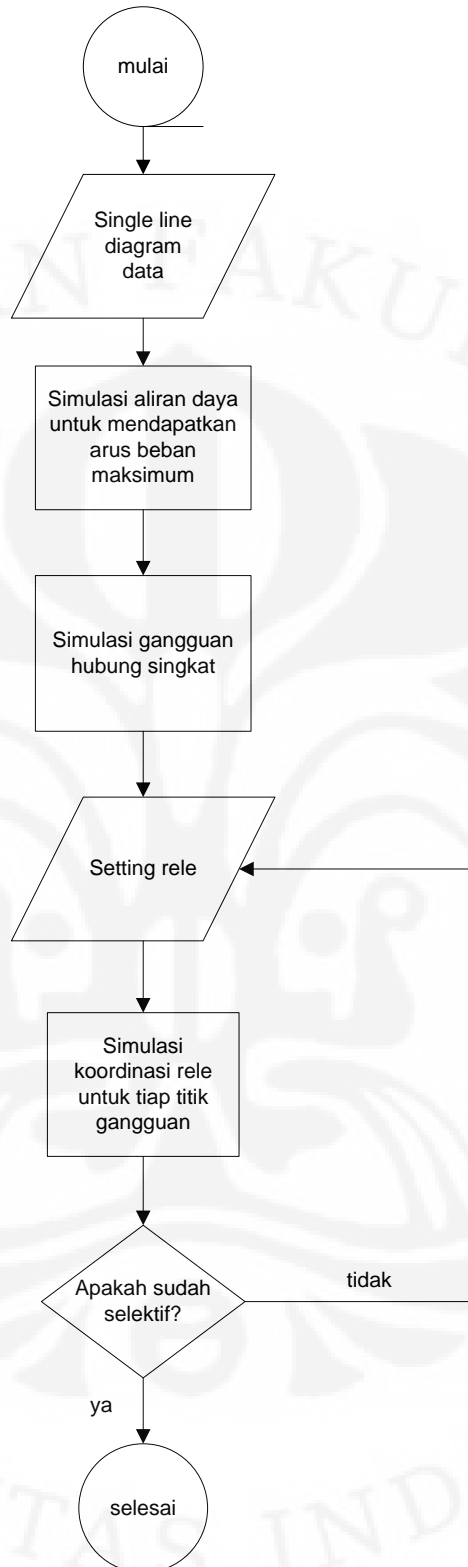 mulai
Single line
diagram
data
Simulasi aliran daya
untuk mendapatkan
arus beban
maksimum
Simulasi gangguan
hubung singkat
Setting rele
Simulasi
koordinasi rele
untuk tiap titik
gangguan
Apakah sudah
selektif?
tidak
ya
selesai